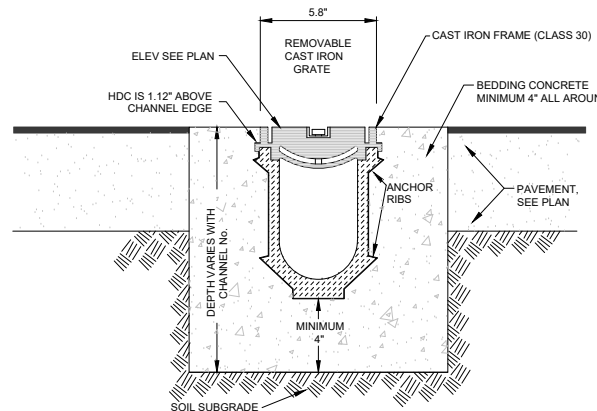 5.8"
REMOVABLE
CAST IRON
GRATE
CAST IRON FRAME (CLASS 30)
ELEV SEE PLAN
HDC IS 1.12" ABOVE
CHANNEL EDGE
BEDDING CONCRETE
MINIMUM 4" ALL AROUN
ANCHOR
RIBS
PAVEMENT,
SEE PLAN
DEPTH VARIES WITH
CHANNEL No.
MINIMUM
4"
SOIL SUBGRADE